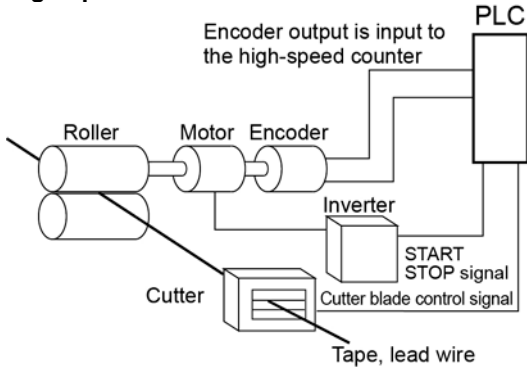 PLC
Encoder output is input to
the high-speed counter
Roller
Motor
Encoder
Inverter
START
STOP signal
Cutter
Cutter blade control signal
Tape, lead wire